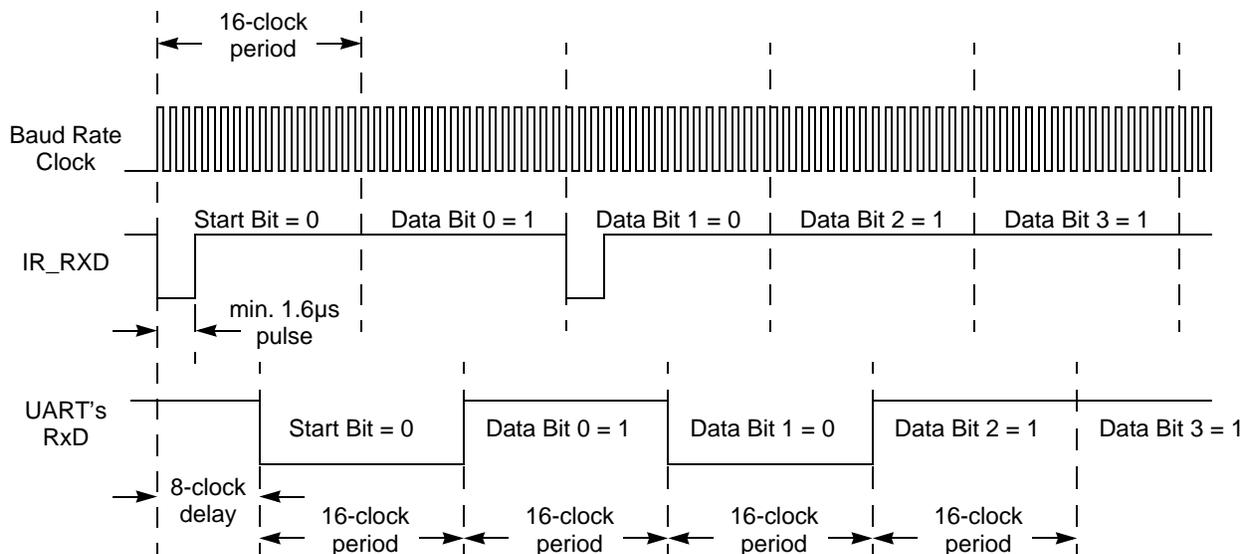 16-clock
period
Baud Rate
Clock
Start Bit = 0
Data Bit 0 = 1
Data Bit 1 = 0
Data Bit 2 = 1
Data Bit 3 = 1
IR_RXD
min. 1.6µs
pulse
UART's
RxD
Start Bit = 0
Data Bit 0 = 1
Data Bit 1 = 0
Data Bit 2 = 1
Data Bit 3 = 1
8-clock
delay
16-clock
period
16-clock
period
16-clock
period
16-clock
period